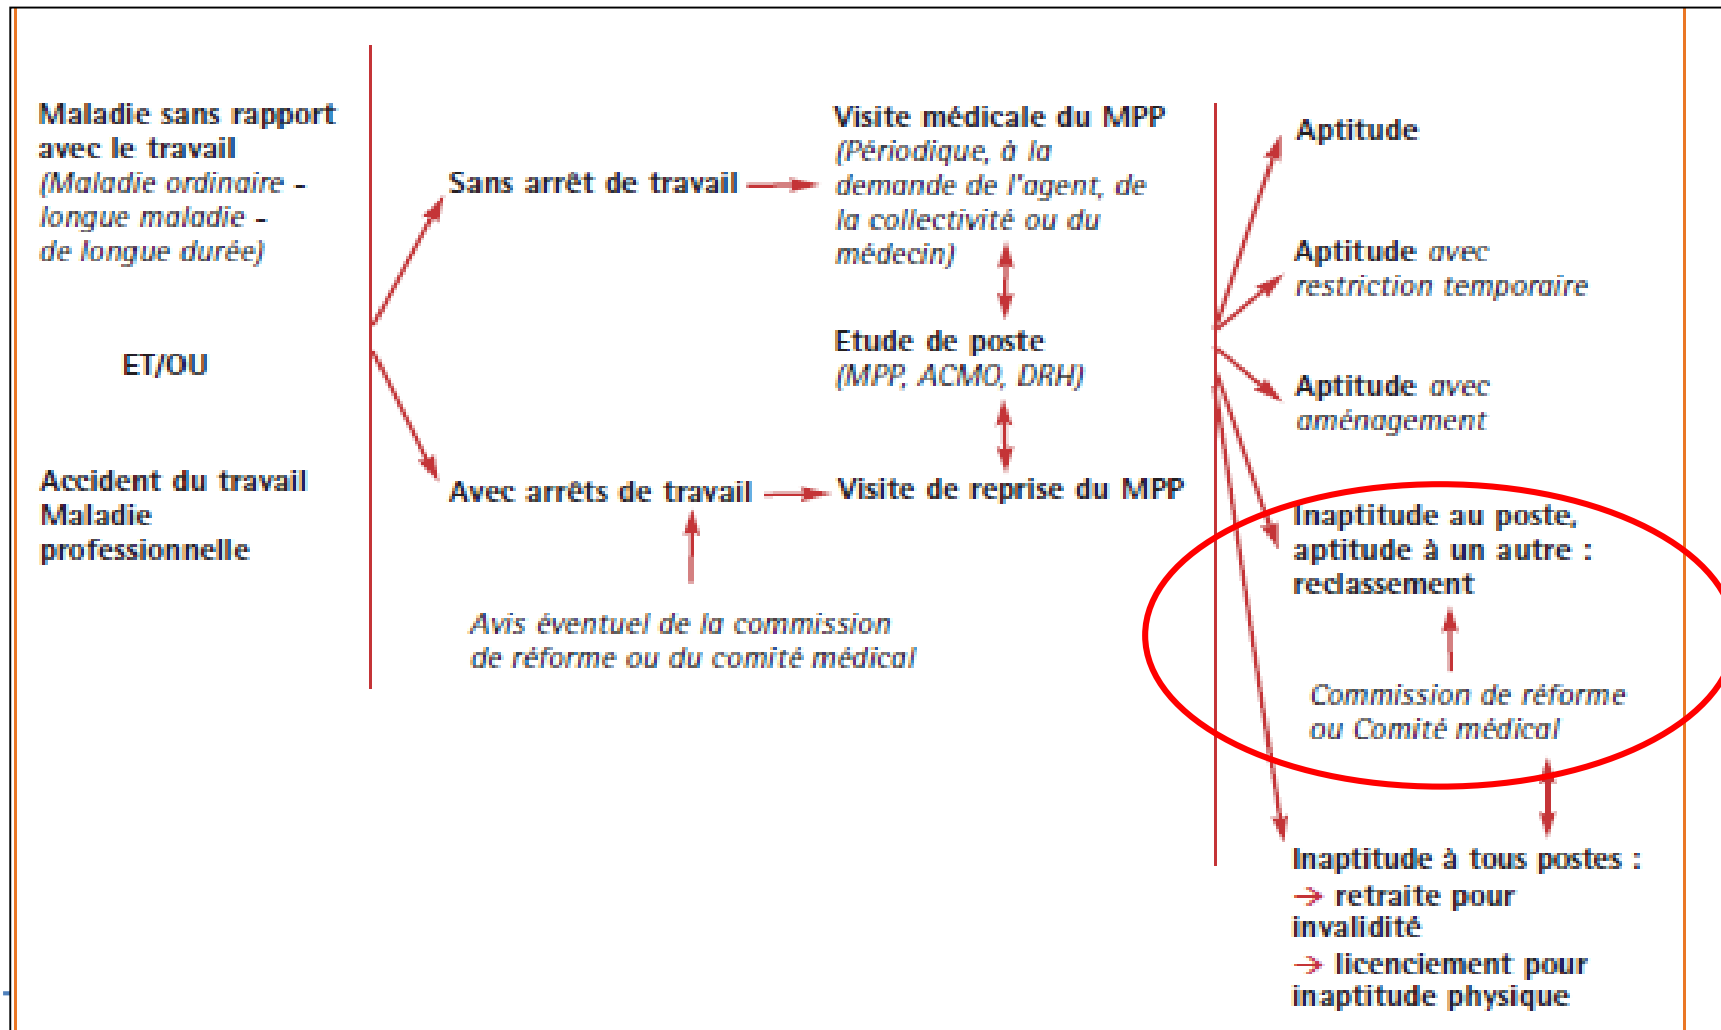 Maladie sans rapport
avec le travail
(Maladie ordinaire –
longue maladie –
de longue durée)
ET/OU
Accident du travail
Maladie
professionnelle
Sans arrêt de travail
Avec arrêts de travail
Avis éventuel de la commission
de réforme ou du comité médical
Visite médicale du MPP
(Périodique, à la
demande de l'agent, de
la collectivité ou du
médecin)
Etude de poste
(MPP, ACMO, DRH)
Visite de reprise du MPP
Aptitude
Aptitude avec
restriction temporaire
Aptitude avec
aménagement
Inaptitude au poste,
aptitude à un autre :
reclassement
Commission de réforme
ou Comité médical
Inaptitude à tous postes :
→ retraite pour
invalidité
→ licenciement pour
inaptitude physique